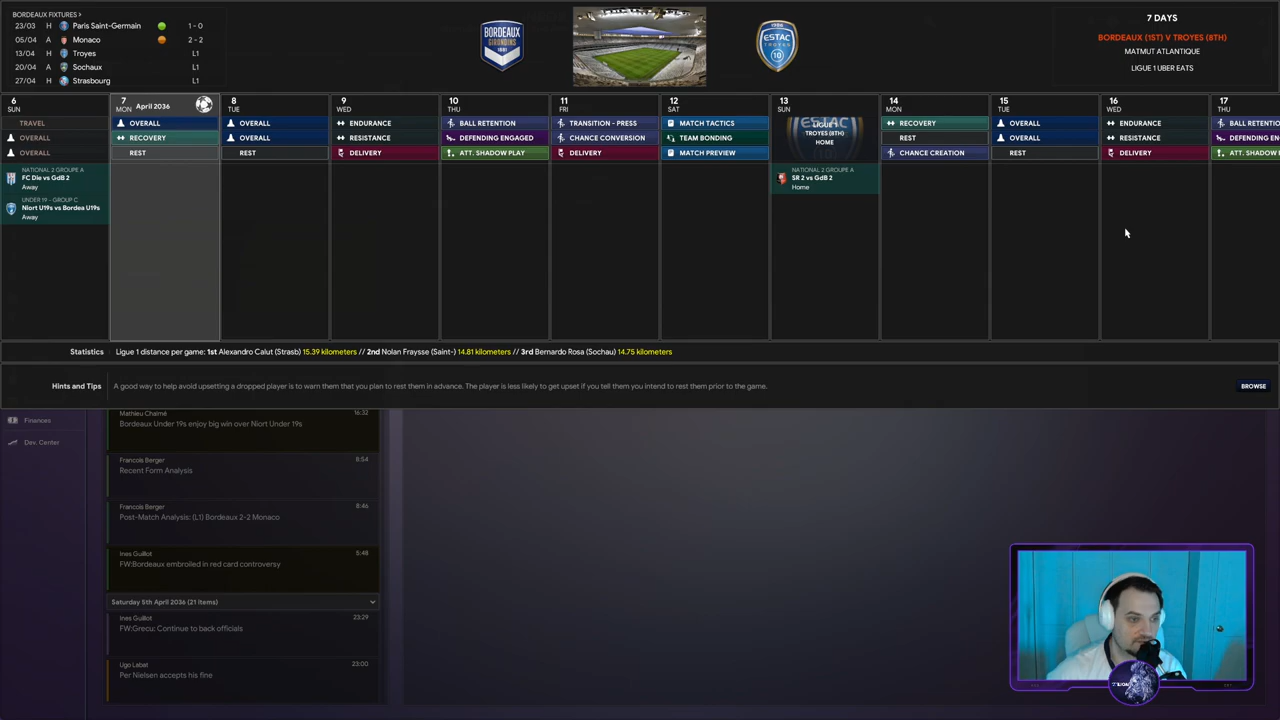 BORDEAUX FIXTURES >
23/03 H Paris Saint-Germain 1 - 0
05/04 A Monaco 2 - 2
13/04 H Troyes L1
20/04 A Sochaux L1
27/04 H Strasbourg L1
BORDEAUX GIRONDINS 1881
1986 ESTAC TROYES 10
7 DAYS
BORDEAUX (1ST) V TROYES (8TH)
MATMUT ATLANTIQUE
LIGUE 1 UBER EATS
6 SUN
TRAVEL
OVERALL
OVERALL
NATIONAL 2 GROUPE A
FC Die vs GdB 2
Away
UNDER 19 - GROUP C
Niort U19s vs Bordea U19s
Away
7 MON April 2036
OVERALL
RECOVERY
REST
8 TUE
OVERALL
OVERALL
REST
9 WED
ENDURANCE
RESISTANCE
DELIVERY
10 THU
BALL RETENTION
DEFENDING ENGAGED
ATT. SHADOW PLAY
11 FRI
TRANSITION - PRESS
CHANCE CONVERSION
DELIVERY
12 SAT
MATCH TACTICS
TEAM BONDING
MATCH PREVIEW
13 SUN
LIGUE 1
TROYES (8TH)
HOME
NATIONAL 2 GROUPE A
SR 2 vs GdB 2
Home
14 MON
RECOVERY
REST
CHANCE CREATION
15 TUE
OVERALL
OVERALL
REST
16 WED
ENDURANCE
RESISTANCE
DELIVERY
17 THU
BALL RETENTIO
DEFENDING EN
ATT. SHADOW
Statistics Ligue 1 distance per game: 1st Alexandro Calut (Strasb) 15.39 kilometers // 2nd Nolan Fraysse (Saint-) 14.81 kilometers // 3rd Bernardo Rosa (Sochau) 14.75 kilometers
Hints and Tips A good way to help avoid upsetting a dropped player is to warn them that you plan to rest them in advance. The player is less likely to get upset if you tell them you intend to rest them prior to the game. BROWSE
Finances
Dev. Center
Mathieu Chalmé 16:32
Bordeaux Under 19s enjoy big win over Niort Under 19s
Francois Berger 8:54
Recent Form Analysis
Francois Berger 8:46
Post-Match Analysis: (L1) Bordeaux 2-2 Monaco
Ines Guillot 5:48
FW:Bordeaux embroiled in red card controversy
Saturday 5th April 2036 (21 items)
Ines Guillot 23:29
FW:Grecu: Continue to back officials
Ugo Lebat 23:00
Per Nielsen accepts his fine